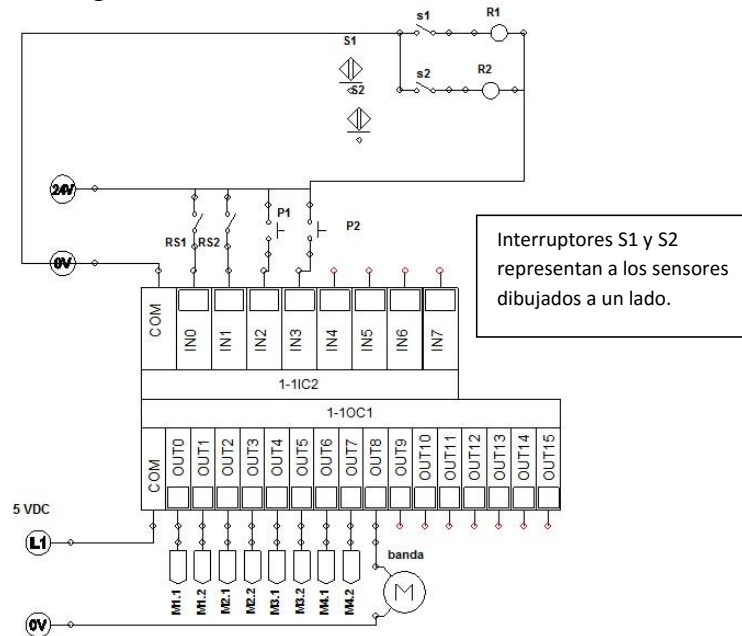 s1
R1
S1
s2
R2
S2
24V
P1
P2
RS1
RS2
0V
Interruptores S1 y S2
representan a los sensores
dibujados a un lado.
COM
IN0
IN1
IN2
IN3
IN4
IN5
IN6
IN7
1-1IC2
1-1OC1
COM
OUT0
OUT1
OUT2
OUT3
OUT4
OUT5
OUT6
OUT7
OUT8
OUT9
OUT10
OUT11
OUT12
OUT13
OUT14
OUT15
5 VDC
L1
banda
M
M1.1
M1.2
M2.1
M2.2
M3.1
M3.2
M4.1
M4.2
0V